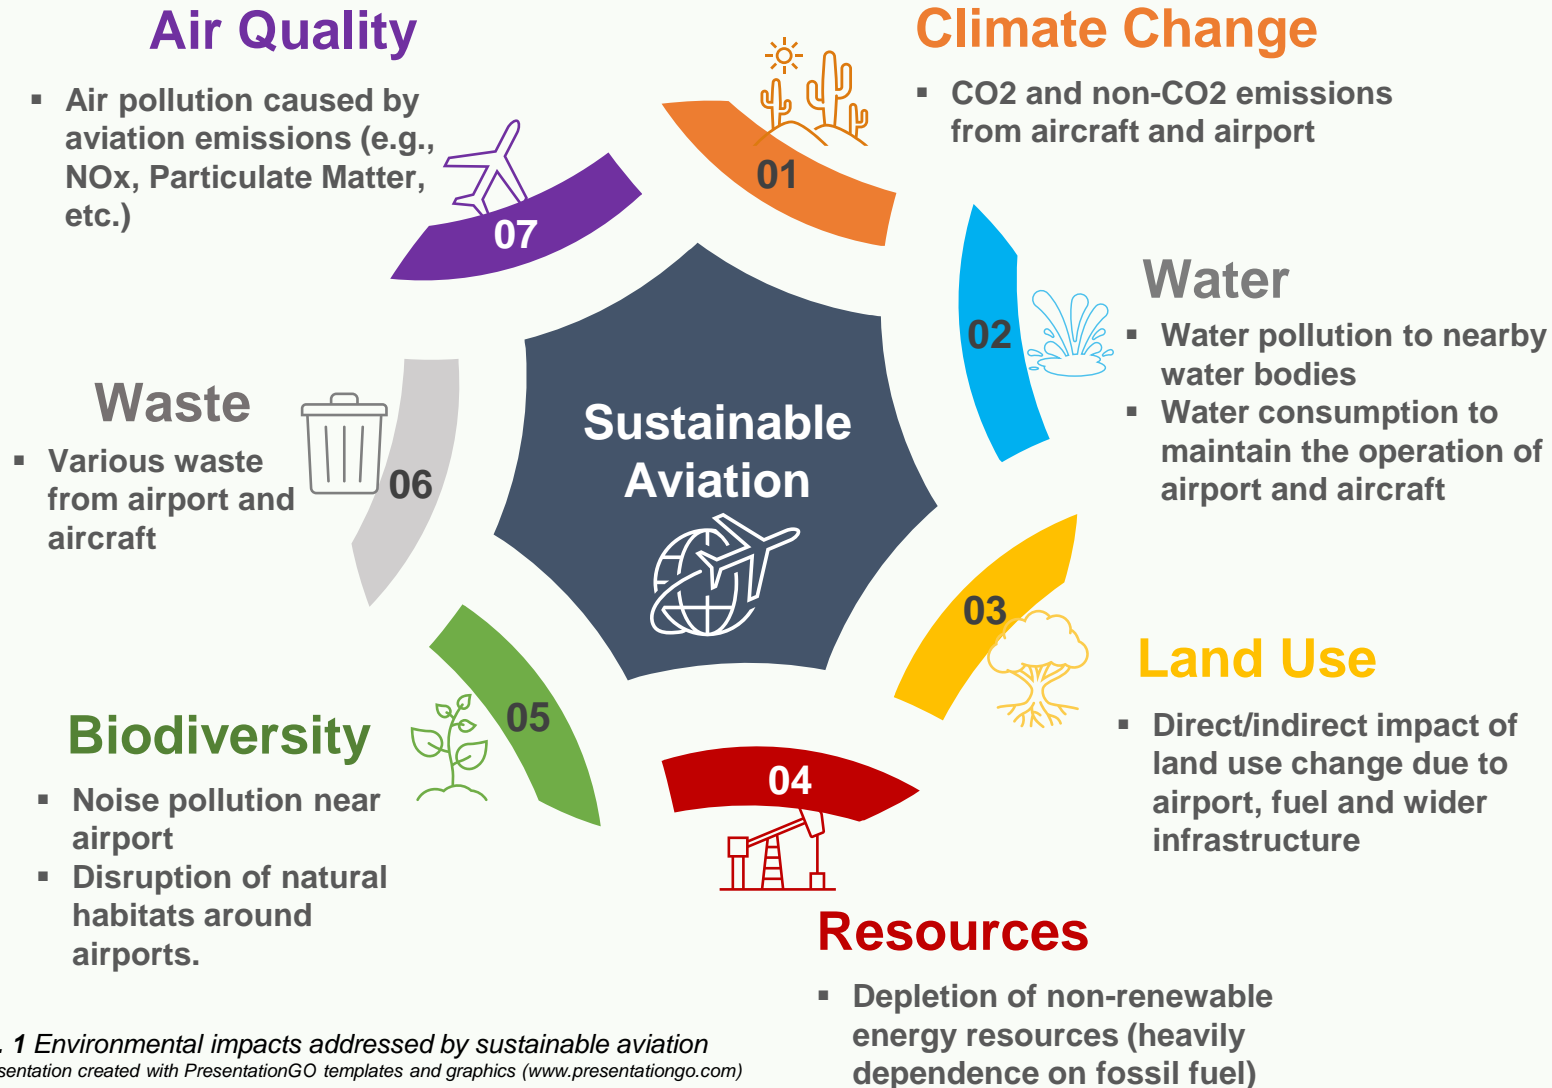 Air Quality
▪ Air pollution caused by
aviation emissions (e.g.,
NOx, Particulate Matter,
etc.)
07
Climate Change
▪ CO2 and non-CO2 emissions
from aircraft and airport
01
Water
▪ Water pollution to nearby
water bodies
▪ Water consumption to
maintain the operation of
airport and aircraft
02
Waste
▪ Various waste
from airport and
aircraft
06
Sustainable
Aviation
03
Land Use
▪ Direct/indirect impact of
land use change due to
airport, fuel and wider
infrastructure
Biodiversity
▪ Noise pollution near
airport
▪ Disruption of natural
habitats around
airports.
05
04
Resources
▪ Depletion of non-renewable
energy resources (heavily
dependence on fossil fuel)
. 1 Environmental impacts addressed by sustainable aviation
sentation created with PresentationGO templates and graphics (www.presentationgo.com)